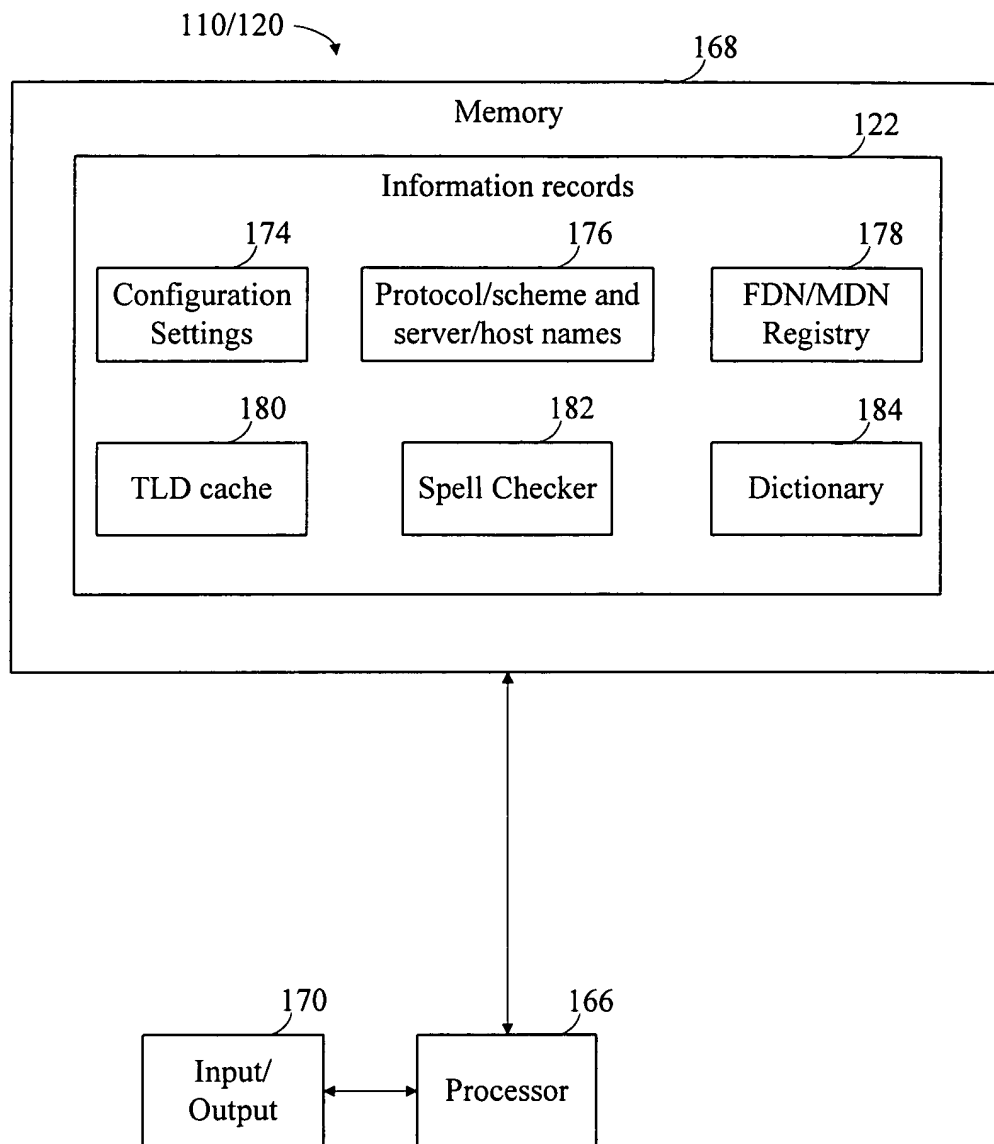 110/120
168
Memory
122
Information records
174
176
178
Configuration
Settings
Protocol/scheme and
server/host names
FDN/MDN
Registry
180
182
184
TLD cache
Spell Checker
Dictionary
170
166
Input/
Output
Processor